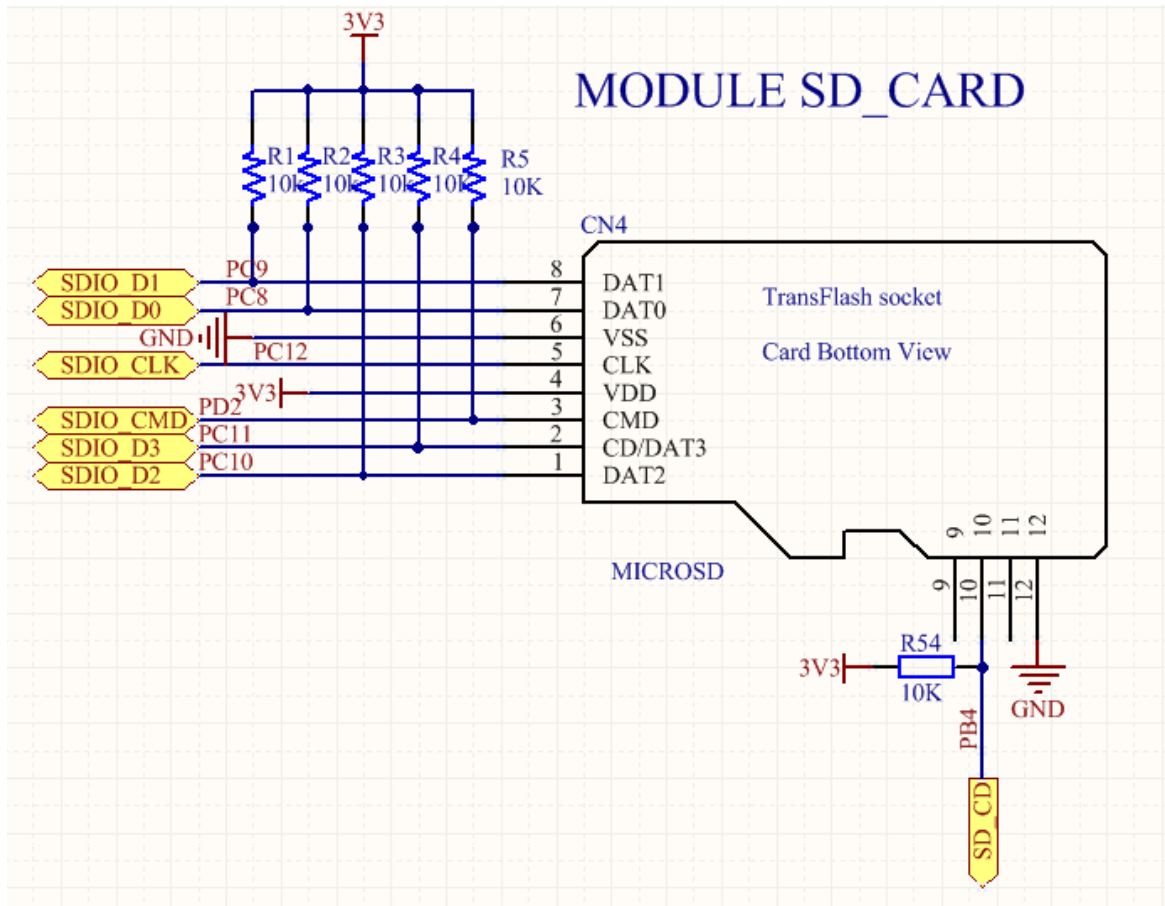 3V3
MODULE SD_CARD
R1 R2 R3 R4 R5
10k 10k 10K 10K 10K
CN4
SDIO_D1 PC9 8 DAT1
TransFlash socket
SDIO_D0 PC8 7 DAT0
GND 6 VSS
Card Bottom View
SDIO_CLK PC12 5 CLK
3V3 4 VDD
SDIO_CMD PD2 3 CMD
SDIO_D3 PC11 2 CD/DAT3
SDIO_D2 PC10 1 DAT2
9 10 11 12
MICROSD
9 10 11 12
R54
3V3
10K
GND
PB4
SD_CD